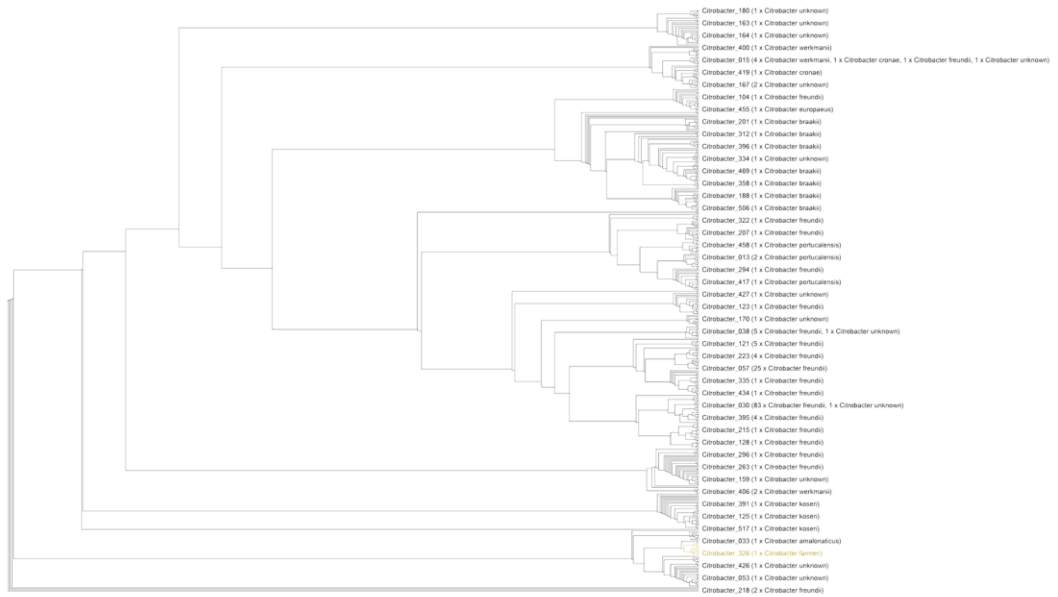 Citrobacter_180 (1 x Citrobacter unknown)
Citrobacter_163 (1 x Citrobacter unknown)
Citrobacter_164 (1 x Citrobacter unknown)
Citrobacter_400 (1 x Citrobacter werkmanii)
Citrobacter_015 (4 x Citrobacter werkmanii, 1 x Citrobacter cronae, 1 x Citrobacter freundii, 1 x Citrobacter unknown)
Citrobacter_419 (1 x Citrobacter cronae)
Citrobacter_167 (2 x Citrobacter unknown)
Citrobacter_104 (1 x Citrobacter freundii)
Citrobacter_455 (1 x Citrobacter europaeus)
Citrobacter_201 (1 x Citrobacter braakii)
Citrobacter_312 (1 x Citrobacter braakii)
Citrobacter_396 (1 x Citrobacter braakii)
Citrobacter_334 (1 x Citrobacter unknown)
Citrobacter_469 (1 x Citrobacter braakii)
Citrobacter_358 (1 x Citrobacter braakii)
Citrobacter_188 (1 x Citrobacter braakii)
Citrobacter_506 (1 x Citrobacter braakii)
Citrobacter_322 (1 x Citrobacter freundii)
Citrobacter_207 (1 x Citrobacter freundii)
Citrobacter_458 (1 x Citrobacter portucalensis)
Citrobacter_013 (2 x Citrobacter portucalensis)
Citrobacter_294 (1 x Citrobacter freundii)
Citrobacter_417 (1 x Citrobacter portucalensis)
Citrobacter_427 (1 x Citrobacter unknown)
Citrobacter_123 (1 x Citrobacter freundii)
Citrobacter_170 (1 x Citrobacter unknown)
Citrobacter_038 (5 x Citrobacter freundii, 1 x Citrobacter unknown)
Citrobacter_121 (5 x Citrobacter freundii)
Citrobacter_223 (4 x Citrobacter freundii)
Citrobacter_057 (25 x Citrobacter freundii)
Citrobacter_335 (1 x Citrobacter freundii)
Citrobacter_434 (1 x Citrobacter freundii)
Citrobacter_030 (83 x Citrobacter freundii, 1 x Citrobacter unknown)
Citrobacter_395 (4 x Citrobacter freundii)
Citrobacter_215 (1 x Citrobacter freundii)
Citrobacter_128 (1 x Citrobacter freundii)
Citrobacter_296 (1 x Citrobacter freundii)
Citrobacter_263 (1 x Citrobacter freundii)
Citrobacter_159 (1 x Citrobacter unknown)
Citrobacter_406 (2 x Citrobacter werkmanii)
Citrobacter_391 (1 x Citrobacter koseri)
Citrobacter_125 (1 x Citrobacter koseri)
Citrobacter_517 (1 x Citrobacter koseri)
Citrobacter_033 (1 x Citrobacter amalonaticus)
Citrobacter_326 (1 x Citrobacter farmeri)
Citrobacter_426 (1 x Citrobacter unknown)
Citrobacter_053 (1 x Citrobacter unknown)
Citrobacter_218 (2 x Citrobacter freundii)